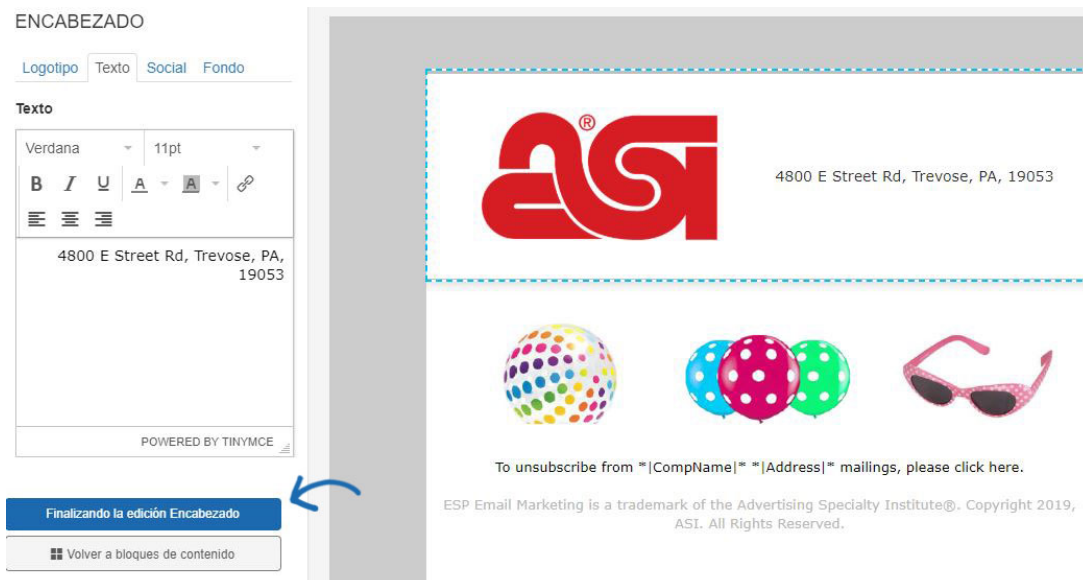 ENCABEZADO
Logotipo Texto Social Fondo
Texto
Verdana 11pt
B I U A A
4800 E Street Rd, Trevose, PA,
19053
POWERED BY TINYMCE
Finalizando la edición Encabezado
Volver a bloques de contenido
asi®
4800 E Street Rd, Trevose, PA, 19053
To unsubscribe from *|CompName|* *|Address|* mailings, please click here.
ESP Email Marketing is a trademark of the Advertising Specialty Institute®. Copyright 2019,
ASI. All Rights Reserved.